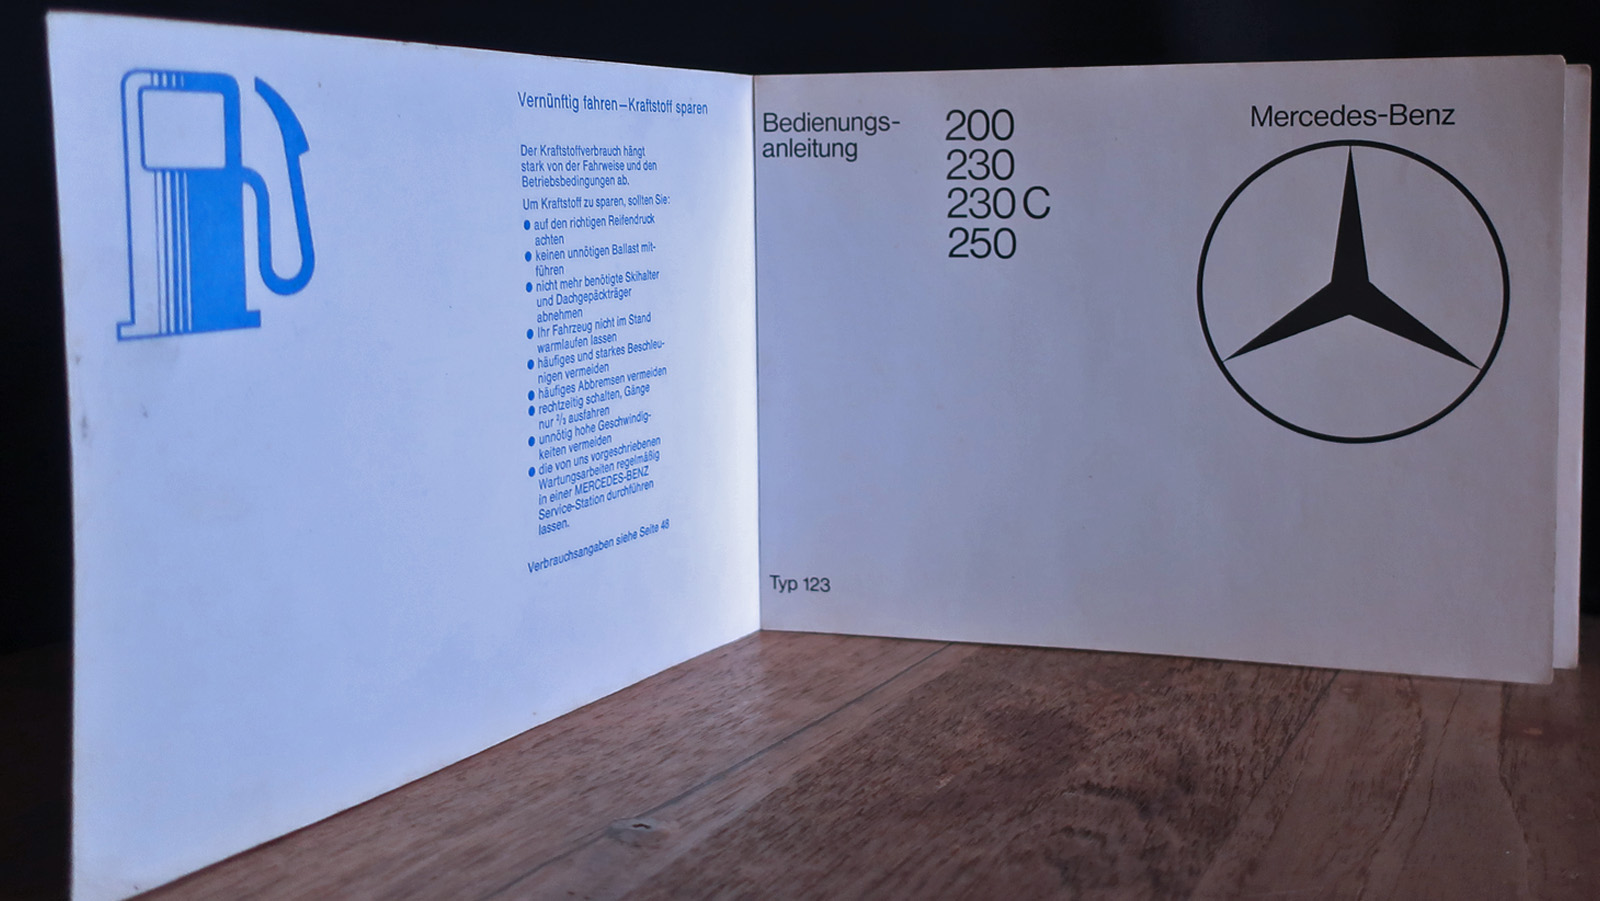 Vernünftig fahren–Kraftstoff sparen
Der Kraftstoffverbrauch hängt
stark von der Fahrweise und den
Betriebsbedingungen ab.
Um Kraftstoff zu sparen, sollten Sie:
● auf den richtigen Reifendruck
achten
● keinen unnötigen Ballast mit-
führen
● nicht mehr benötigte Skihalter
und Dachgepäckträger
abnehmen
● Ihr Fahrzeug nicht im Stand
warmlaufen lassen
● häufiges und starkes Beschleu-
nigen vermeiden
● häufiges Abbremsen vermeiden
● rechtzeitig schalten, Gänge
nur 2/3 ausfahren
● unnötig hohe Geschwindig-
keiten vermeiden
● die von uns vorgeschriebenen
Wartungsarbeiten regelmäßig
in einer MERCEDES-BENZ
Service-Station durchführen
lassen.
Verbrauchsangaben siehe Seite 48
Bedienungs-
anleitung
200
230
230 C
250
Typ 123
Mercedes-Benz